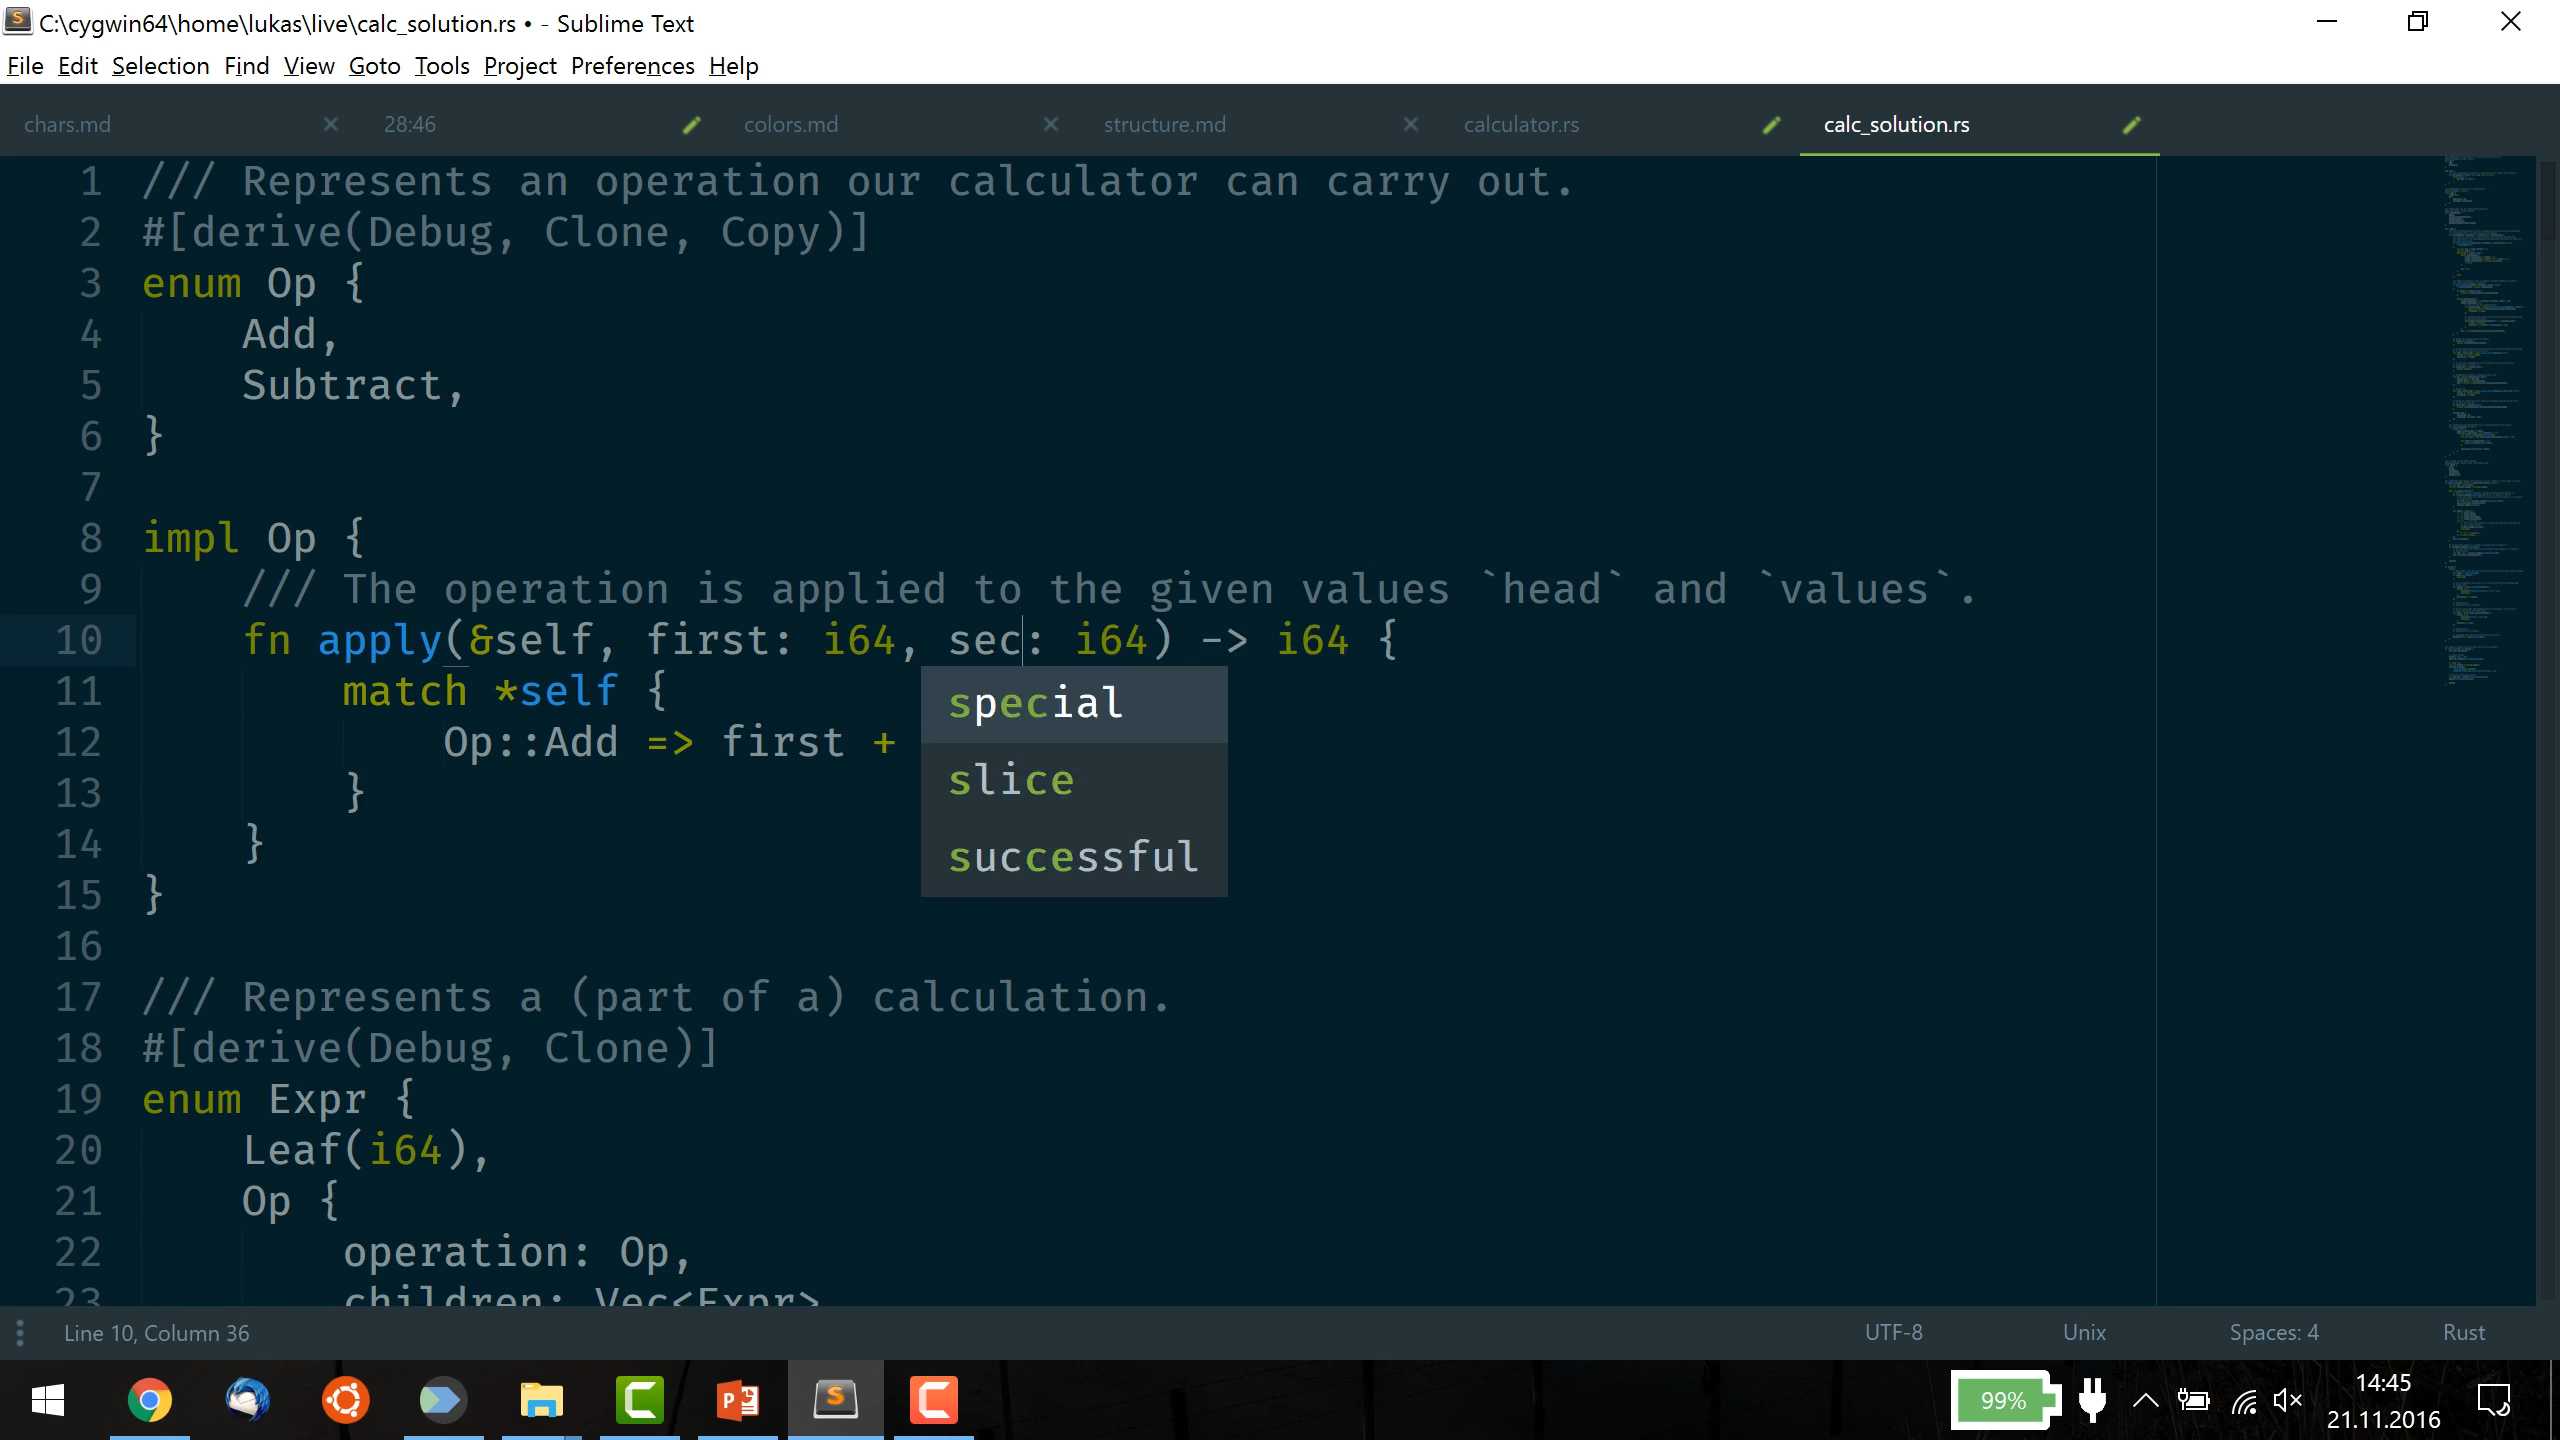 C:\cygwin64\home\lukas\live\calc_solution.rs • - Sublime Text
File Edit Selection Find View Goto Tools Project Preferences Help
chars.md 28:46 colors.md structure.md calculator.rs calc_solution.rs
1 /// Represents an operation our calculator can carry out.
2 #[derive(Debug, Clone, Copy)]
3 enum Op {
4 Add,
5 Subtract,
6 }
7
8 impl Op {
9 /// The operation is applied to the given values `head` and `values`.
10 fn apply(&self, first: i64, sec: i64) -> i64 {
11 match *self {
special
12 Op::Add => first +
slice
13 }
14 }
successful
15 }
16
17 /// Represents a (part of a) calculation.
18 #[derive(Debug, Clone)]
19 enum Expr {
20 Leaf(i64),
21 Op {
22 operation: Op,
23 children: Vec<Expr>
Line 10, Column 36 UTF-8 Unix Spaces: 4 Rust
99% 14:45
21.11.2016